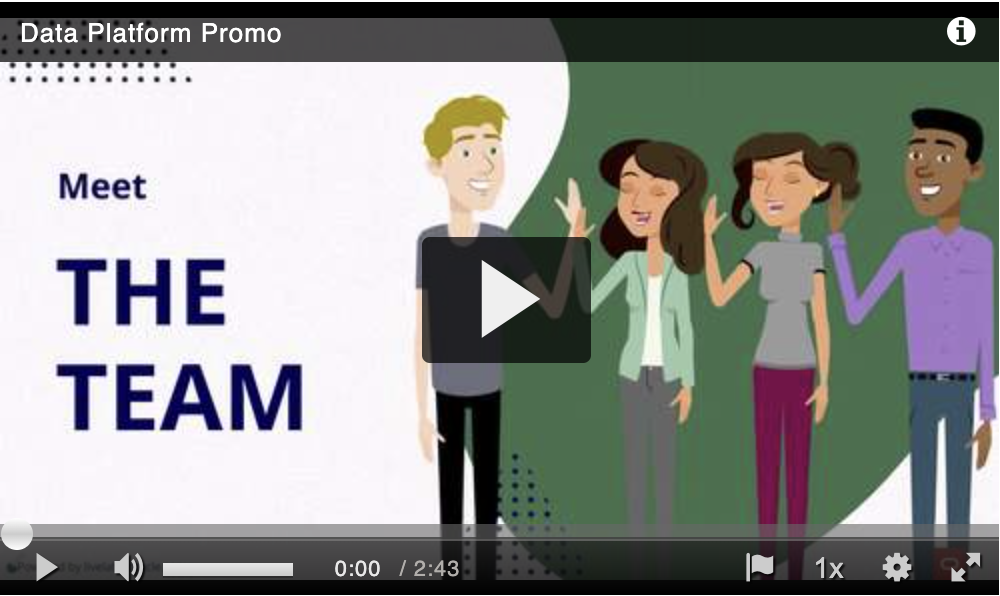 Data Platform Promo
Meet
THE
TEAM
0:00 / 2:43
1x